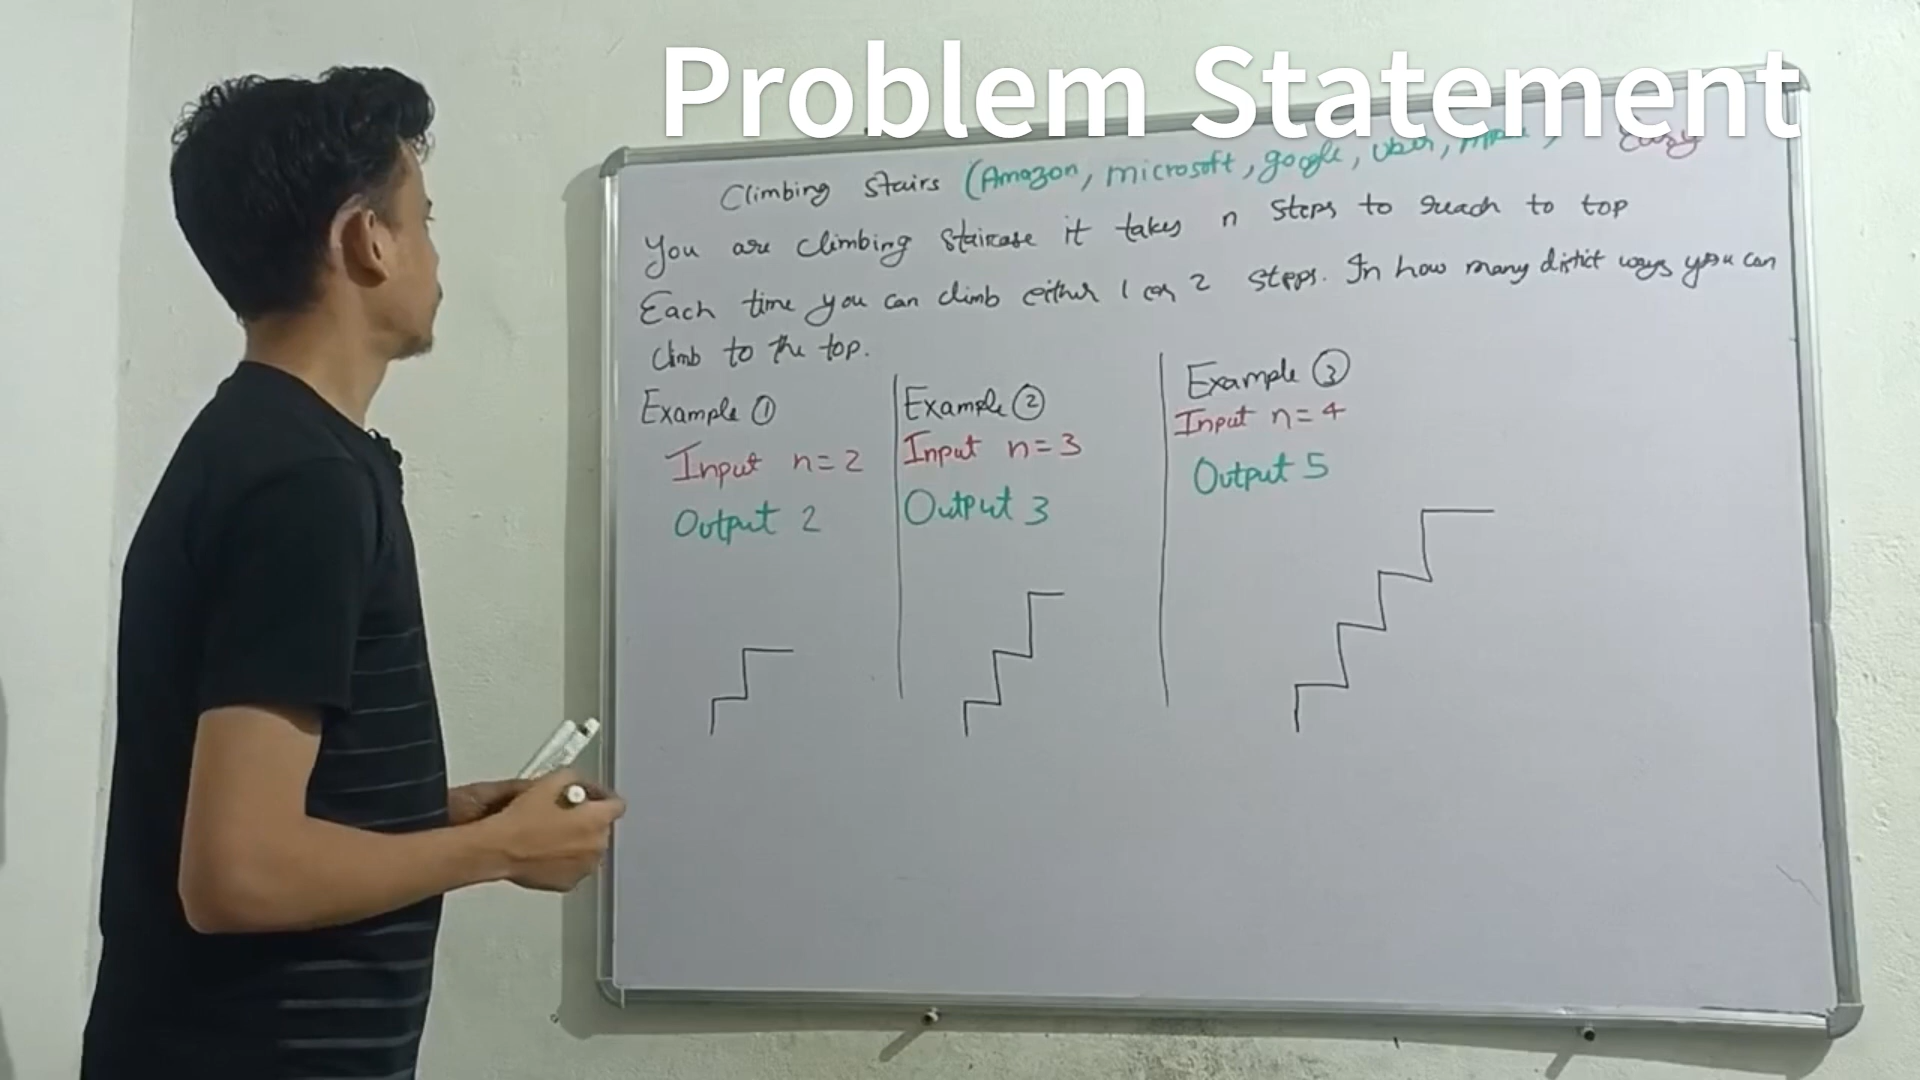 Problem Statement
Climbing Stairs (Amazon, microsoft, google, Uber, Easy
You are climbing staircase it takes n steps to reach to top
Each time you can climb either 1 or 2 steps. In how many distict ways you can
climb to the top.
Example ①
Input n=2
Output 2
Example ②
Input n=3
Output 3
Example ③
Input n=4
Output 5